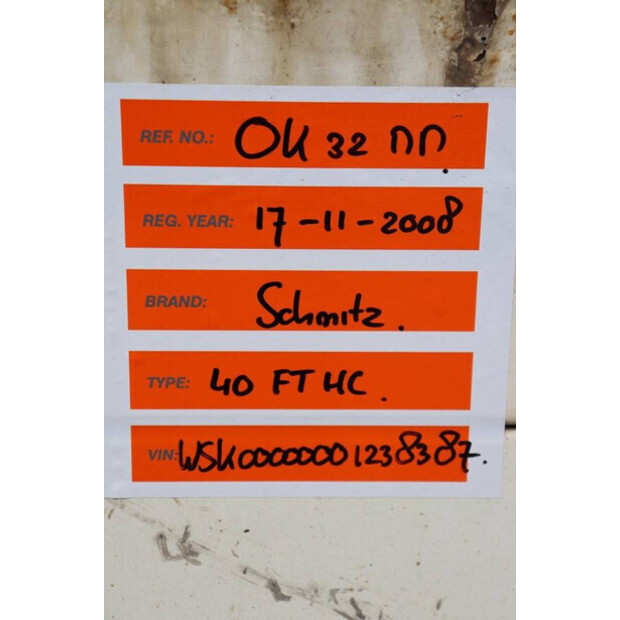 REF. NO.: OK 32 NN.
REG. YEAR: 17-11-2008
BRAND: Schmitz.
TYPE: 40 FT HC.
VIN: WSK00000001238387.